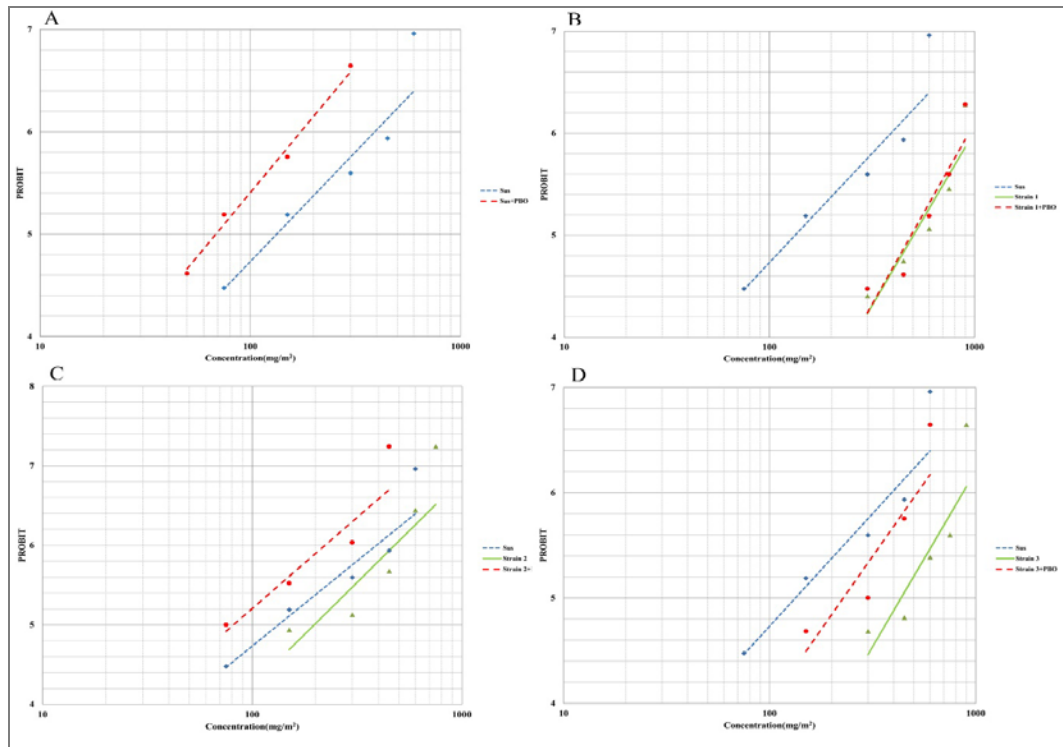 A
7
6
5
4
PROBIT
10
100
1000
Concentration(mg/m³)
Sus
Sus+PBO
B
7
6
5
4
PROBIT
10
100
1000
Concentration(mg/m²)
Sus
Strain 1
Strain 1+PBO
C
8
7
6
5
4
PROBIT
10
100
1000
Concentration(mg/m²)
Sus
Strain 2
Strain 2+
D
7
6
5
4
PROBIT
10
100
1000
Concentration(mg/m²)
Sus
Strain 3
Strain 3+PBO